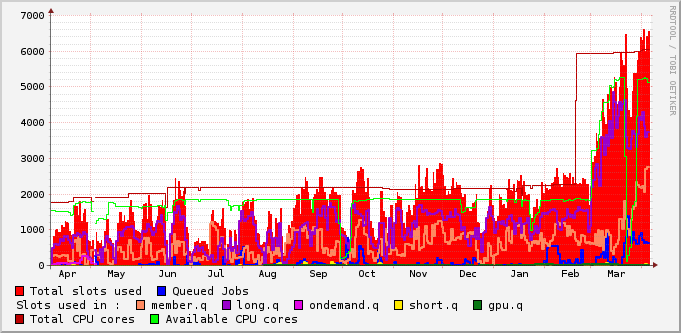 7000
6000
5000
4000
3000
2000
1000
0
Apr May Jun Jul Aug Sep Oct Nov Dec Jan Feb Mar
RRDTOOL / TOBI OETIKER
Total slots used Queued Jobs
Slots used in : member.q long.q ondemand.q short.q gpu.q
Total CPU cores Available CPU cores